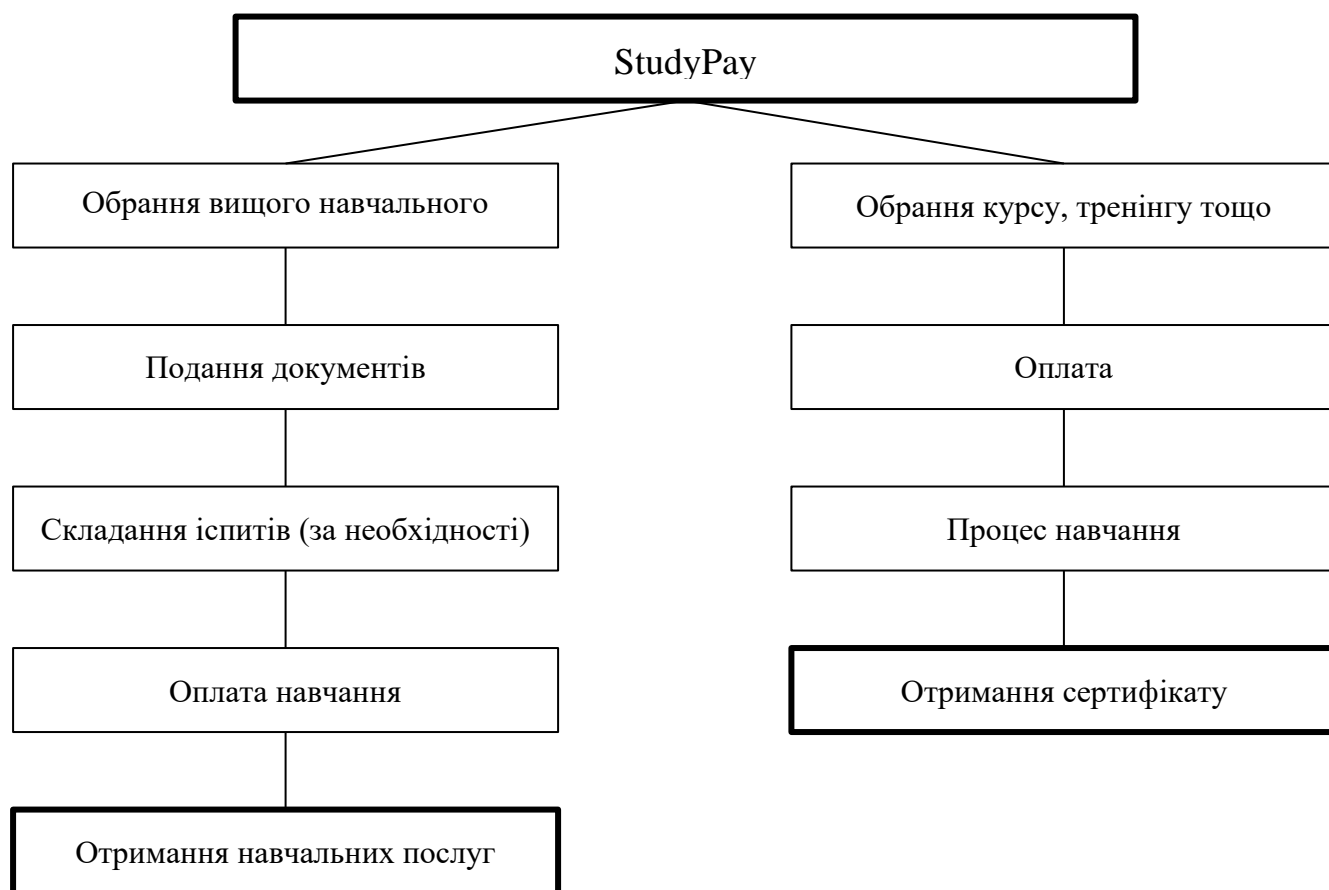 StudyPay
Обрання вищого навчального
Подання документів
Складання іспитів (за необхідності)
Оплата навчання
Отримання навчальних послуг
Обрання курсу, тренінгу тощо
Оплата
Процес навчання
Отримання сертифікату